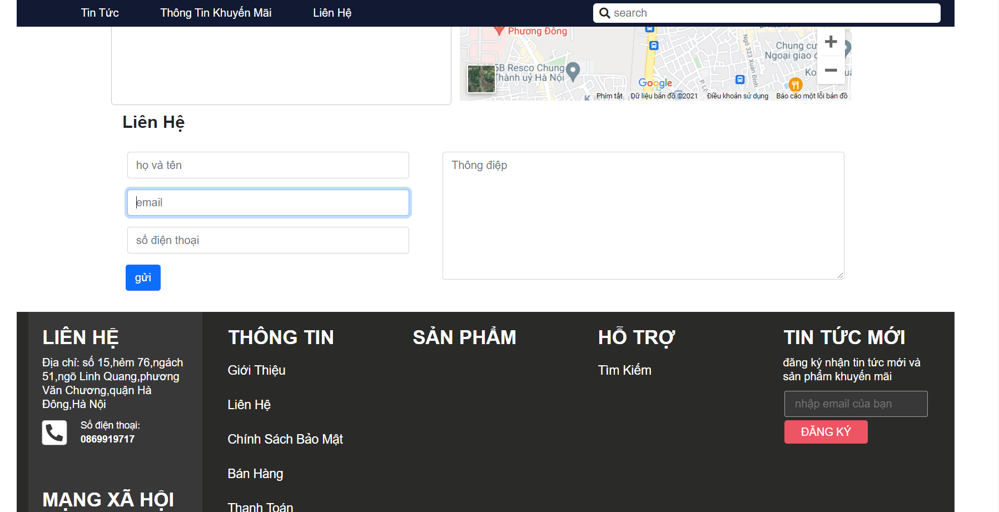 Tin Tức Thông Tin Khuyến Mãi Liên Hệ search
Phương Đông
Chung cư
Ngoại giao
Ngõ 323 Xuân Đỉnh
5B Resco Chung
Thành uỷ Hà Nội
Google
Phím tắt Dữ liệu bản đồ ©2021 Điều khoản sử dụng Báo cáo một lỗi bản đồ
Liên Hệ
họ và tên
Thông điệp
email
số điện thoại
gửi
LIÊN HỆ
Địa chỉ: số 15,hẻm 76,ngách
51,ngõ Linh Quang,phương
Văn Chương,quận Hà
Đông,Hà Nội
Số điện thoại:
0869919717
MẠNG XÃ HỘI
THÔNG TIN
Giới Thiệu
Liên Hệ
Chính Sách Bảo Mật
Bán Hàng
Thanh Toán
SẢN PHẨM
HỖ TRỢ
Tìm Kiếm
TIN TỨC MỚI
đăng ký nhận tin tức mới và
sản phẩm khuyến mãi
nhập email của bạn
ĐĂNG KÝ